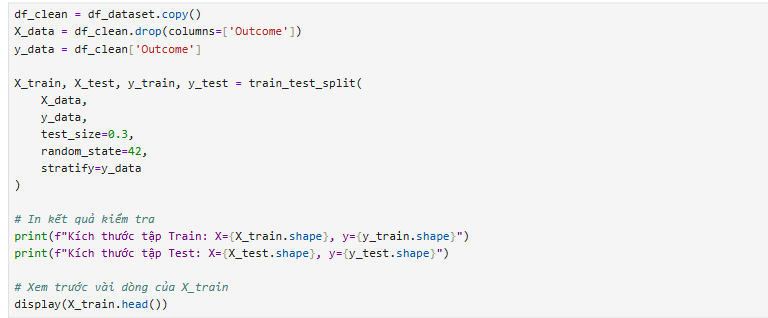 df_clean = df_dataset.copy()
X_data = df_clean.drop(columns=['Outcome'])
y_data = df_clean['Outcome']

X_train, X_test, y_train, y_test = train_test_split(
    X_data,
    y_data,
    test_size=0.3,
    random_state=42,
    stratify=y_data
)

# In kết quả kiểm tra
print(f"Kích thước tập Train: X={X_train.shape}, y={y_train.shape}")
print(f"Kích thước tập Test: X={X_test.shape}, y={y_test.shape}")

# Xem trước vài dòng của X_train
display(X_train.head())